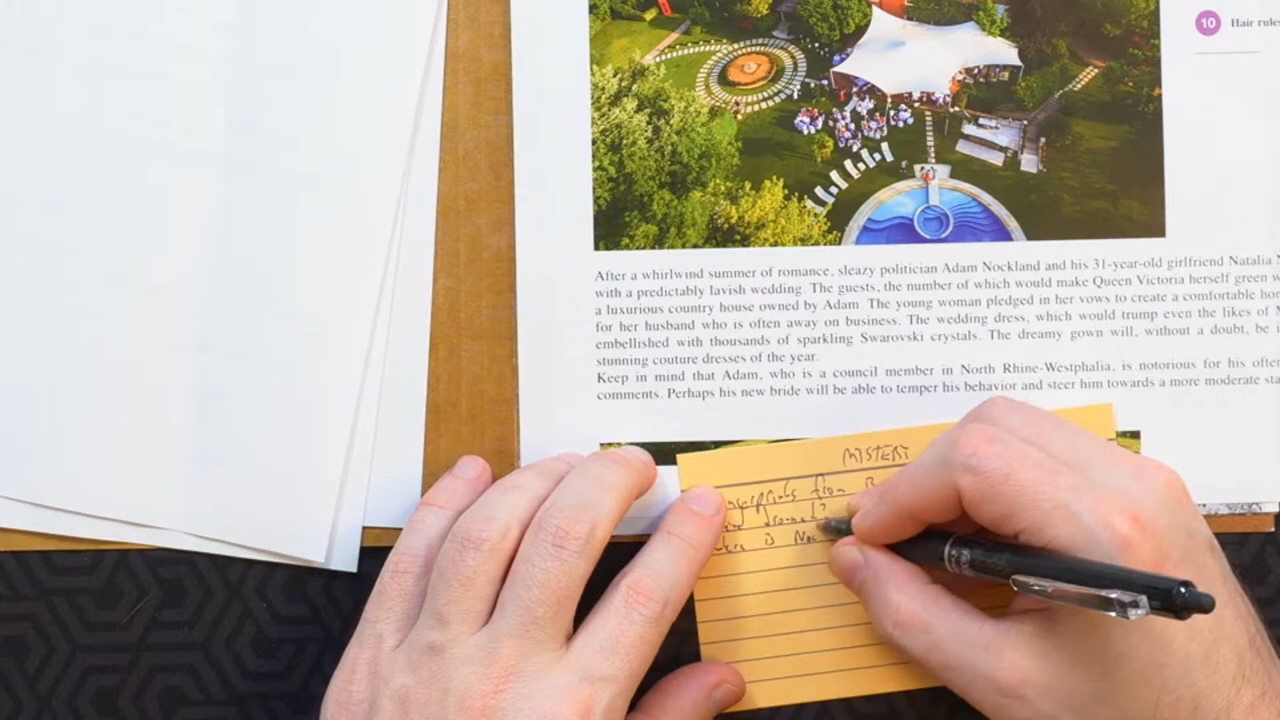 10 Hair rules
After a whirlwind summer of romance, sleazy politician Adam Nockland and his 31-year-old girlfriend Natalia
with a predictably lavish wedding. The guests, the number of which would make Queen Victoria herself green
a luxurious country house owned by Adam. The young woman pledged in her vows to create a comfortable
for her husband who is often away on business. The wedding dress, which would trump even the likes of
embellished with thousands of sparkling Swarovski crystals. The dreamy gown will, without a doubt, be
stunning couture dresses of the year.
Keep in mind that Adam, who is a council member in North Rhine-Westphalia, is notorious for his
comments. Perhaps his new bride will be able to temper his behavior and steer him towards a more moderate
MISTERY
from B